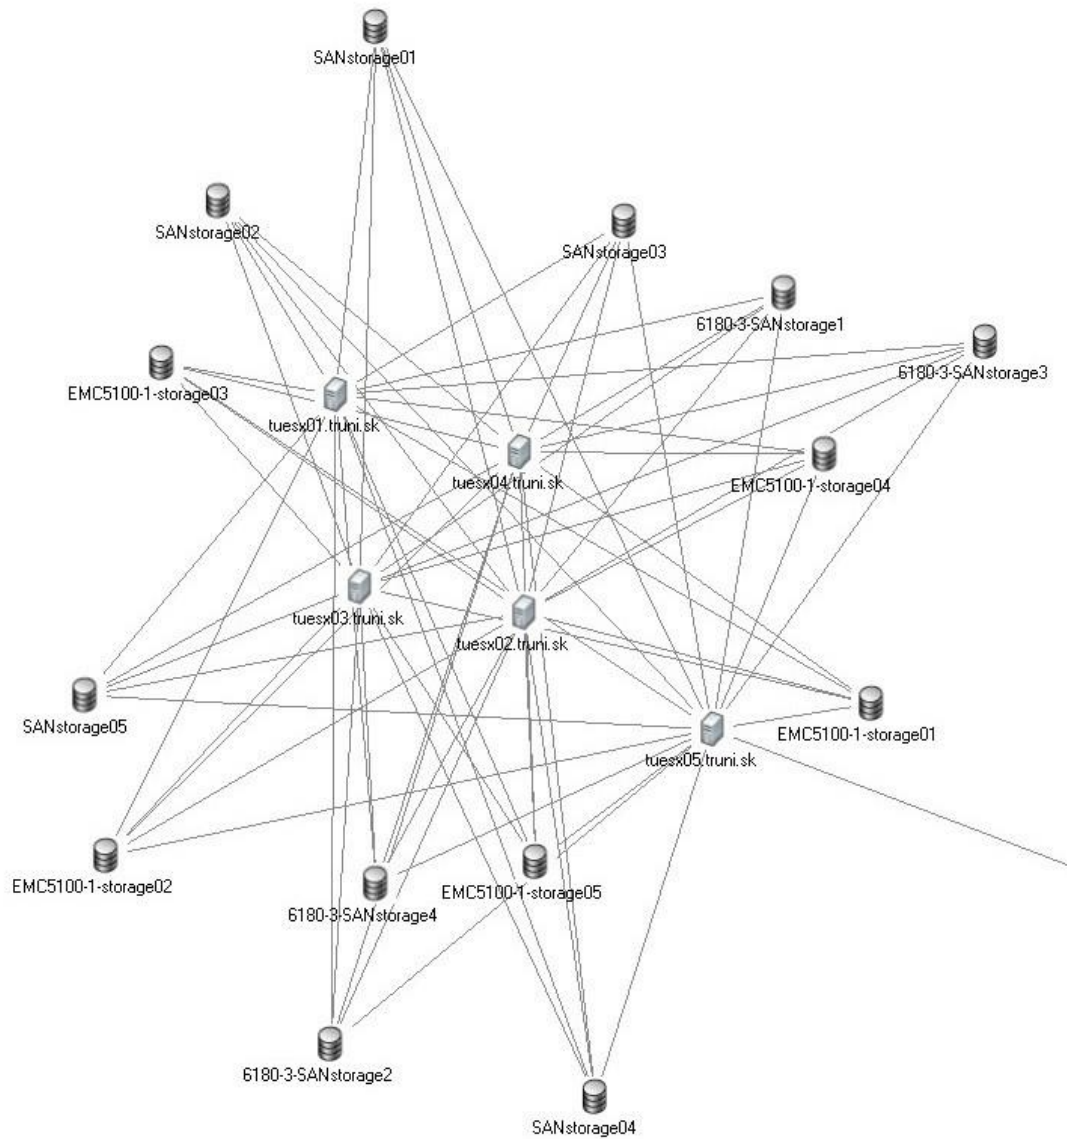 SANstorage01
SANstorage02
SANstorage03
6180-3-SANstorage1
6180-3-SANstorage3
EMC5100-1-storage03
tuesx01.truni.sk
tuesx04.truni.sk
EMC5100-1-storage04
tuesx03.truni.sk
tuesx02.truni.sk
SANstorage05
EMC5100-1-storage01
tuesx05.truni.sk
EMC5100-1-storage02
EMC5100-1-storage05
6180-3-SANstorage4
6180-3-SANstorage2
SANstorage04